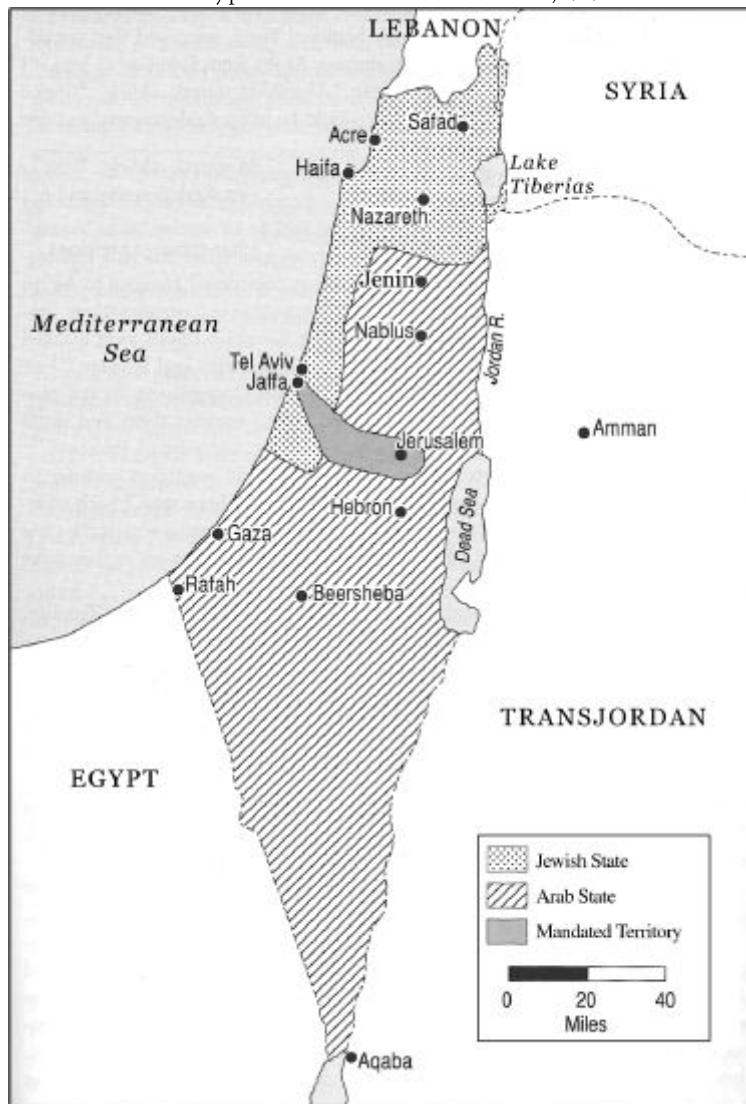 LEBANON
SYRIA
Safad
Acre
Haifa
Lake
Tiberias
Nazareth
Jenin
Mediterranean
Sea
Nablus
Jordan R.
Tel Aviv
Jaffa
Amman
Jerusalem
Hebron
Dead Sea
Gaza
Rafah
Beersheba
TRANSJORDAN
EGYPT
Jewish State
Arab State
Mandated Territory
0 20 40
Miles
Aqaba